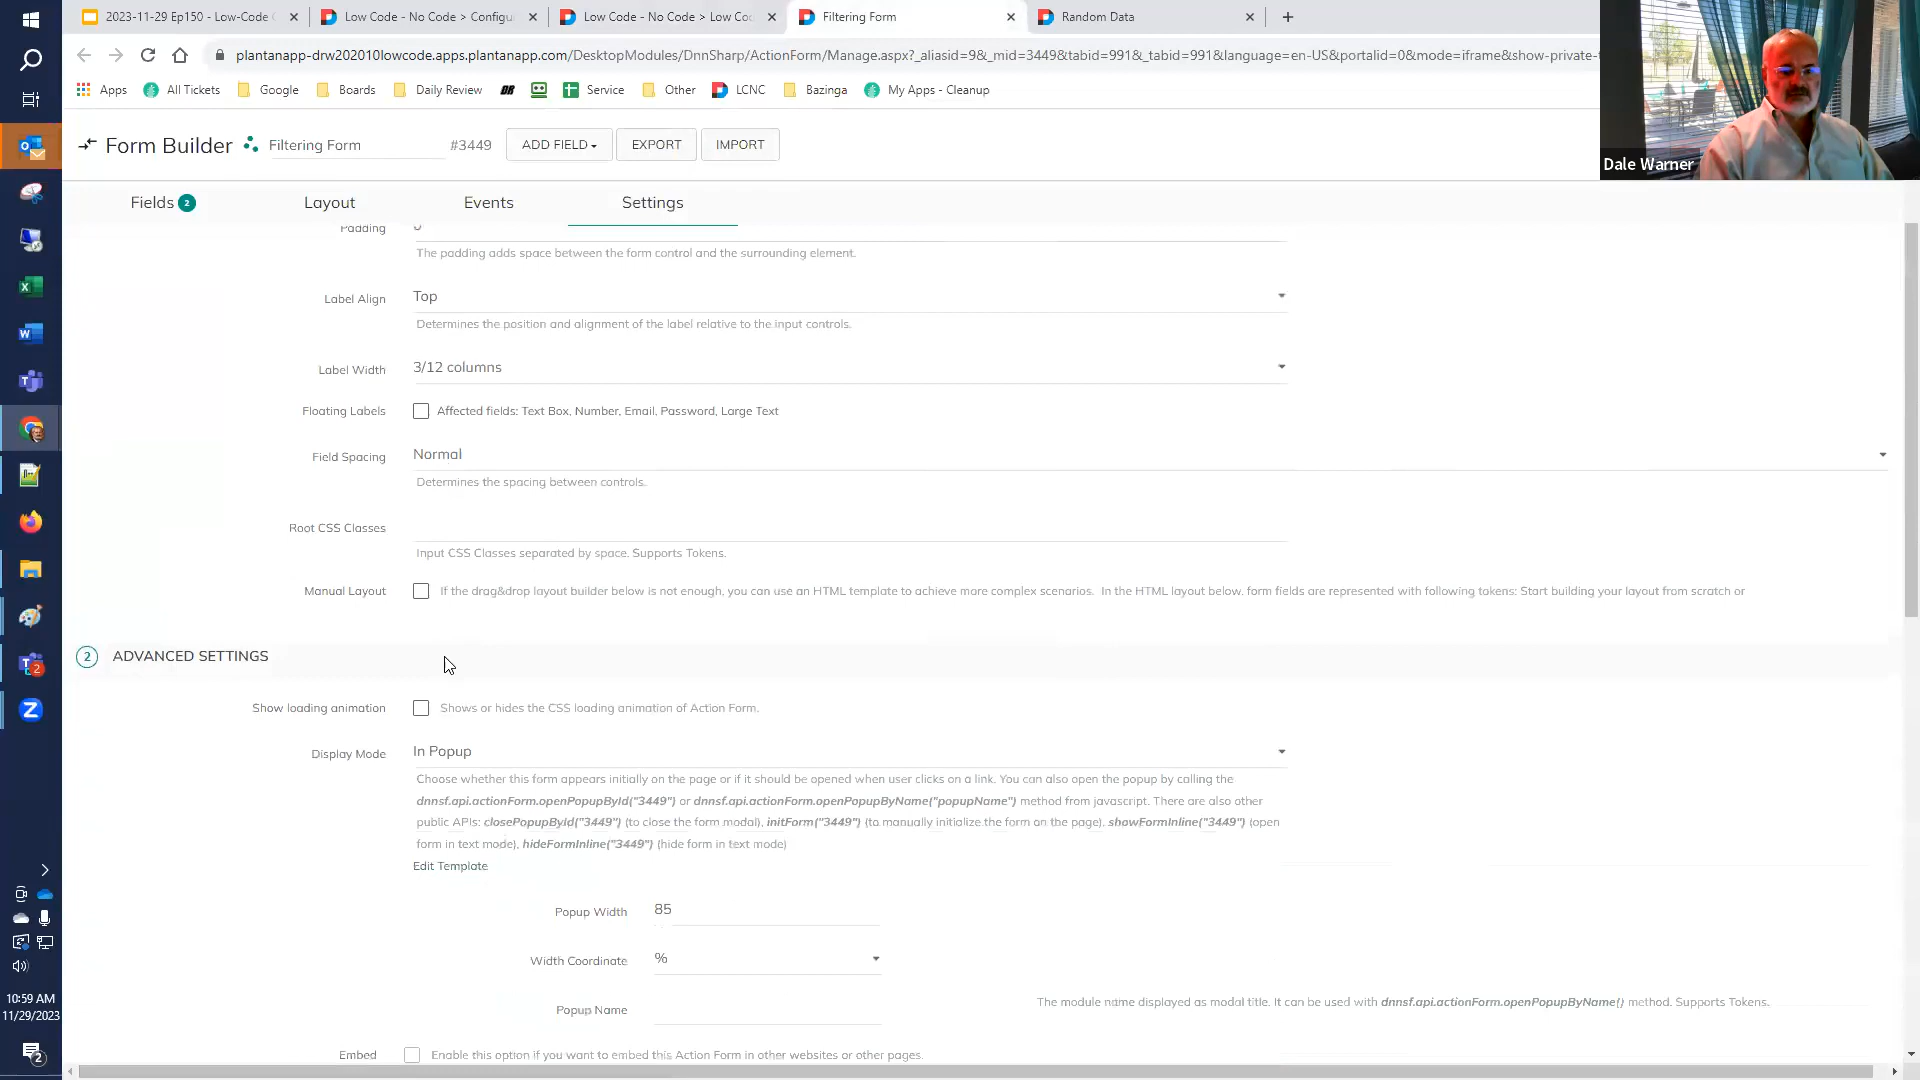 2023-11-29 Ep150 - Low-Code
Low Code - No Code > Configu
Low Code - No Code > Low Co
Filtering Form
Random Data
plantanapp-drw202010lowcode.apps.plantanapp.com/DesktopModules/DnnSharp/ActionForm/Manage.aspx?_aliasid=9&_mid=3449&tabid=991&_tabid=991&language=en-US&portalid=0&mode=iframe&show-private-t
Apps
All Tickets
Google
Boards
Daily Review
Service
Other
LCNC
Bazinga
My Apps - Cleanup
Dale Warner
Form Builder
Filtering Form
#3449
ADD FIELD
EXPORT
IMPORT
Fields 2
Layout
Events
Settings
Padding
0
The padding adds space between the form control and the surrounding element.
Label Align
Top
Determines the position and alignment of the label relative to the input controls.
Label Width
3/12 columns
Floating Labels
Affected fields: Text Box, Number, Email, Password, Large Text
Field Spacing
Normal
Determines the spacing between controls.
Root CSS Classes
Input CSS Classes separated by space. Supports Tokens.
Manual Layout
If the drag&drop layout builder below is not enough, you can use an HTML template to achieve more complex scenarios. In the HTML layout below. form fields are represented with following tokens: Start building your layout from scratch or
2 ADVANCED SETTINGS
Show loading animation
Shows or hides the CSS loading animation of Action Form.
Display Mode
In Popup
Choose whether this form appears initially on the page or if it should be opened when user clicks on a link. You can also open the popup by calling the
dnnsf.api.actionForm.openPopupById("3449") or dnnsf.api.actionForm.openPopupByName("popupName") method from javascript. There are also other
public APIs: closePopupById("3449") (to close the form modal), initForm("3449") (to manually initialize the form on the page), showFormInline("3449") (open
form in text mode), hideFormInline("3449") (hide form in text mode)
Edit Template
Popup Width
85
Width Coordinate
%
Popup Name
The module name displayed as modal title. It can be used with dnnsf.api.actionForm.openPopupByName() method. Supports Tokens.
Embed
Enable this option if you want to embed this Action Form in other websites or other pages.
10:59 AM
11/29/2023
2